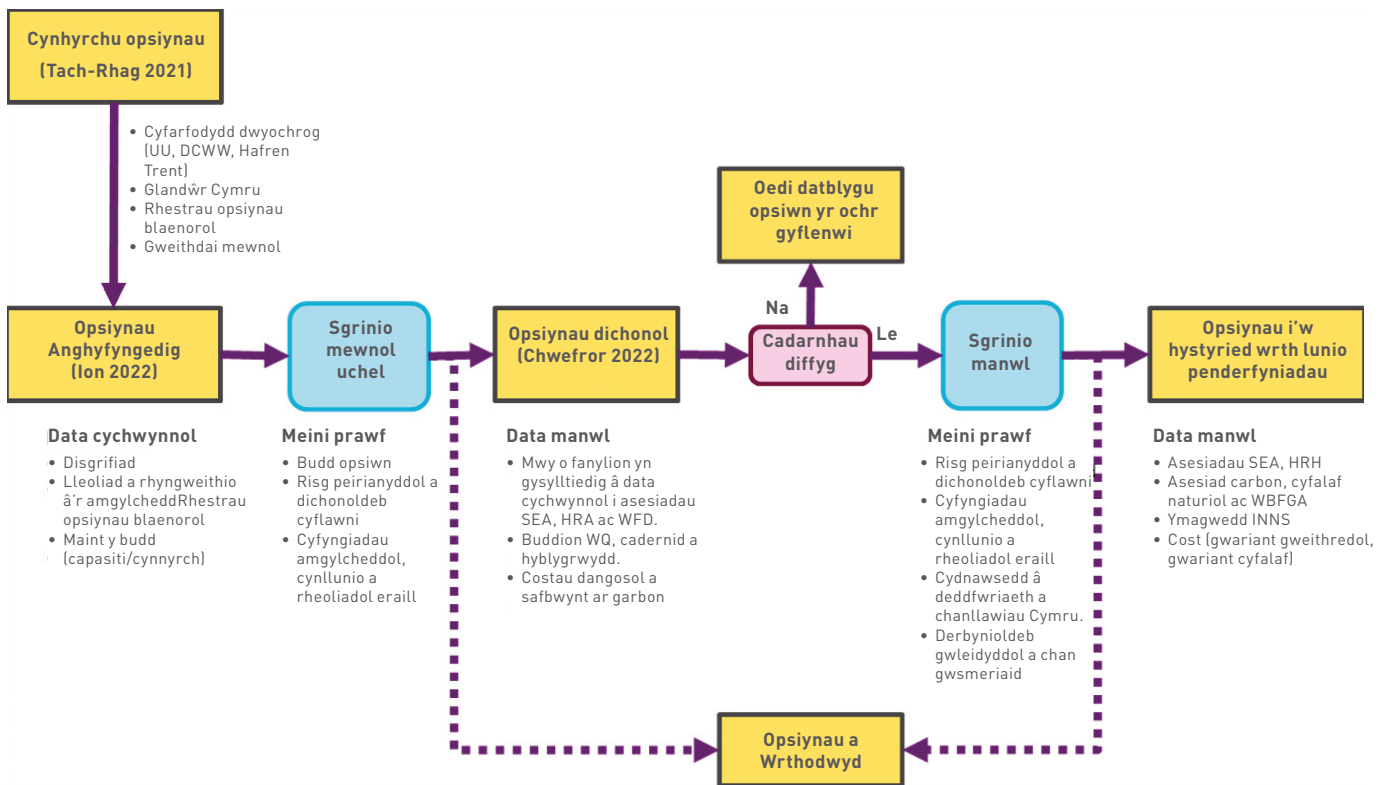 Cynhyrchu opsiynau
(Tach-Rhag 2021)
• Cyfarfodydd dwyochrog
(UU, DCWW, Hafren
Trent)
• Glandŵr Cymru
• Rhestrau opsiynau
blaenorol
• Gweithdai mewnol
Oedi datblygu
opsiwn yr ochr
gyflenwi
Na
Le
Opsiynau
Anghyfyngedig
(Ion 2022)
Sgrinio
mewnol
uchel
Opsiynau dichonol
(Chwefror 2022)
Cadarnhau
diffyg
Sgrinio
manwl
Opsiynau i'w
hystyried wrth lunio
penderfyniadau
Data cychwynnol
• Disgrifiad
• Lleoliad a rhyngweithio
â'r amgylcheddRhestrau
opsiynau blaenorol
• Maint y budd
(capasiti/cynnyrch)
Meini prawf
• Budd opsiwn
• Risg peirianyddol a
dichonoldeb
cyflawni
• Cyfyngiadau
amgylcheddol,
cynllunio a
rheoliadol eraill
Data manwl
• Mwy o fanylion yn
gysylltiedig â data
cychwynnol i asesiadau
SEA, HRA ac WFD.
• Buddion WQ, cadernid a
hyblygrwydd.
• Costau dangosol a
safbwynt ar garbon
Meini prawf
• Risg peirianyddol a
dichonoldeb cyflawni
• Cyfyngiadau
amgylcheddol,
cynllunio a
rheoliadol eraill
• Cydnawsedd â
deddfwriaeth a
chanllawiau Cymru.
• Derbynioldeb
gwleidyddol a chan
gwsmeriaid
Data manwl
• Asesiadau SEA, HRH
• Asesiad carbon, cyfalaf
naturiol ac WBFGA
• Ymagwedd INNS
• Cost (gwariant gweithredol,
gwariant cyfalaf)
Opsiynau a
Wrthodwyd